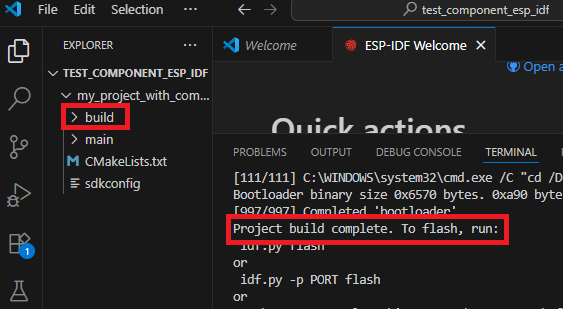 File
Edit
Selection
...
test_component_esp_idf
EXPLORER
...
Welcome
ESP-IDF Welcome
TEST_COMPONENT_ESP_IDF
my_project_with_com...
build
main
CMakeLists.txt
sdkconfig
1
Open a
Quick actions
PROBLEMS
OUTPUT
DEBUG CONSOLE
TERMINAL
[111/111] C:\WINDOWS\system32\cmd.exe /C "cd /D
Bootloader binary size 0x6570 bytes. 0xa90 byt
[997/997] Completed 'bootloader'
Project build complete. To flash, run:
idf.py flash
or
idf.py -p PORT flash
or